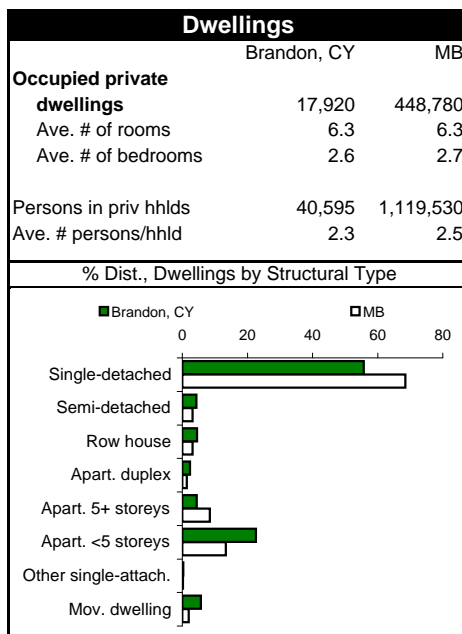 Dwellings
Brandon, CY MB
Occupied private
dwellings 17,920 448,780
Ave. # of rooms 6.3 6.3
Ave. # of bedrooms 2.6 2.7
Persons in priv hhlds 40,595 1,119,530
Ave. # persons/hhld 2.3 2.5
% Dist., Dwellings by Structural Type
Brandon, CY MB
0 20 40 60 80
Single-detached
Semi-detached
Row house
Apart. duplex
Apart. 5+ storeys
Apart. <5 storeys
Other single-attach.
Mov. dwelling